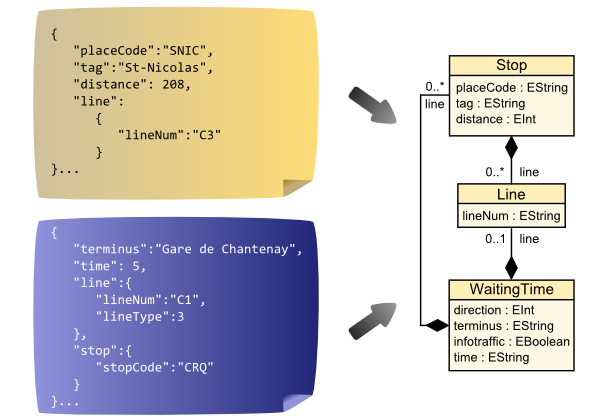 {
"placeCode":"SNIC",
"tag":"St-Nicolas",
"distance": 208,
"line":
{
"lineNum":"C3"
}
}...
{
"terminus":"Gare de Chantenay",
"time": 5,
"line":{
"lineNum":"C1",
"lineType":3
},
"stop":{
"stopCode":"CRQ"
}
}...
Stop
placeCode : EString
tag : EString
distance : EInt
0..*
line
0..* line
Line
lineNum : EString
0..1 line
WaitingTime
direction : EInt
terminus : EString
infotraffic : EBoolean
time : EString